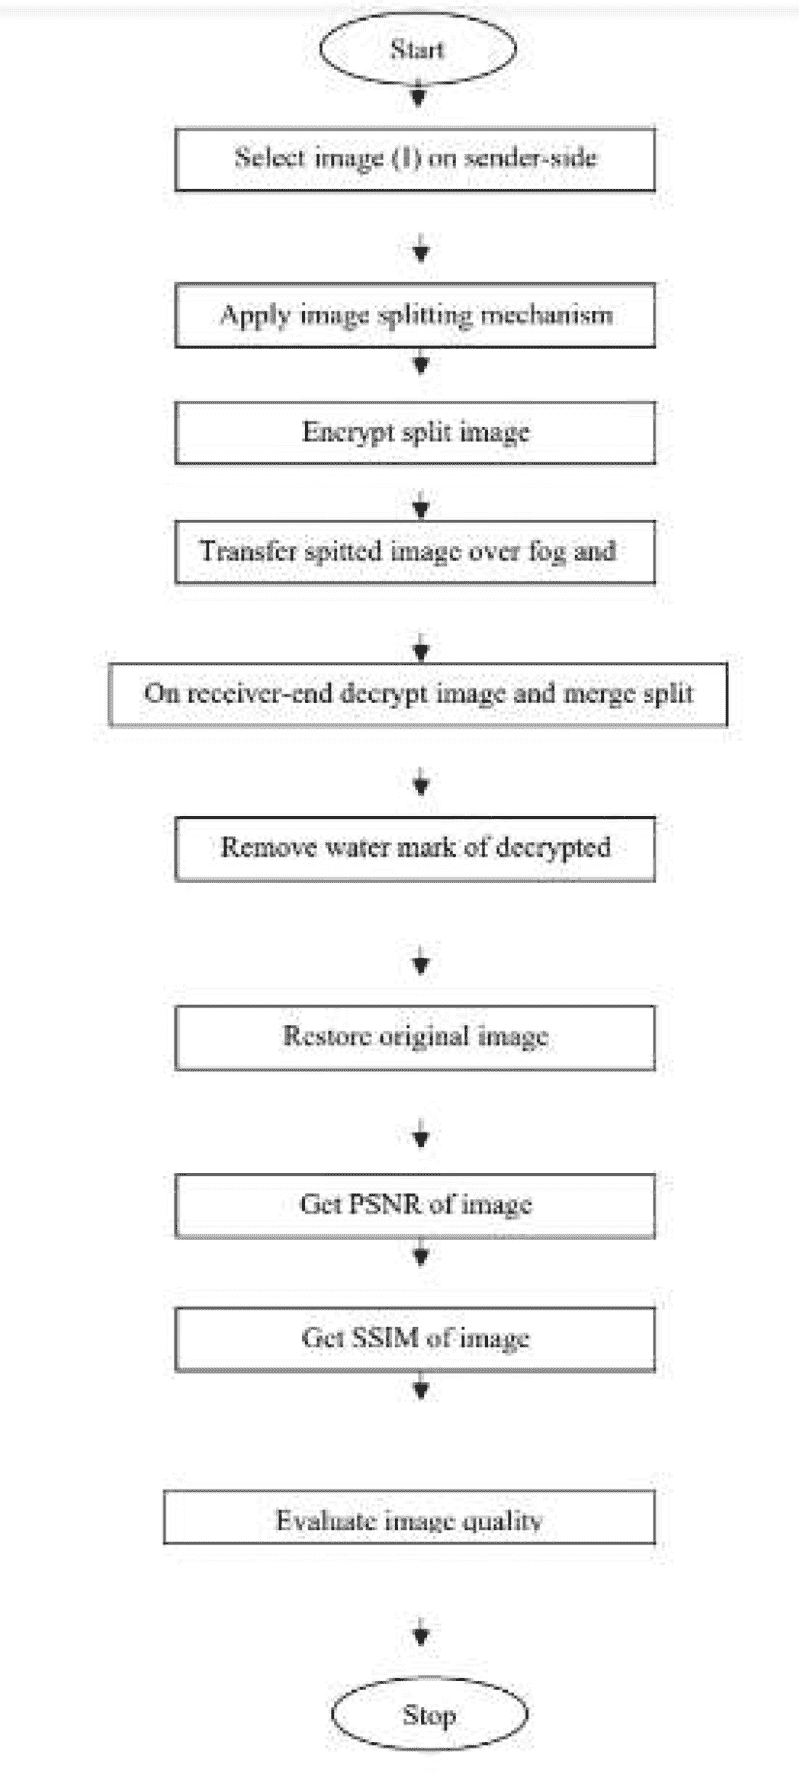 Start
Select image (I) on sender-side
Apply image splitting mechanism
Encrypt split image
Transfer spitted image over fog and
On receiver-end decrypt image and merge split
Remove water mark of decrypted
Restore original image
Get PSNR of image
Get SSIM of image
Evaluate image quality
Stop